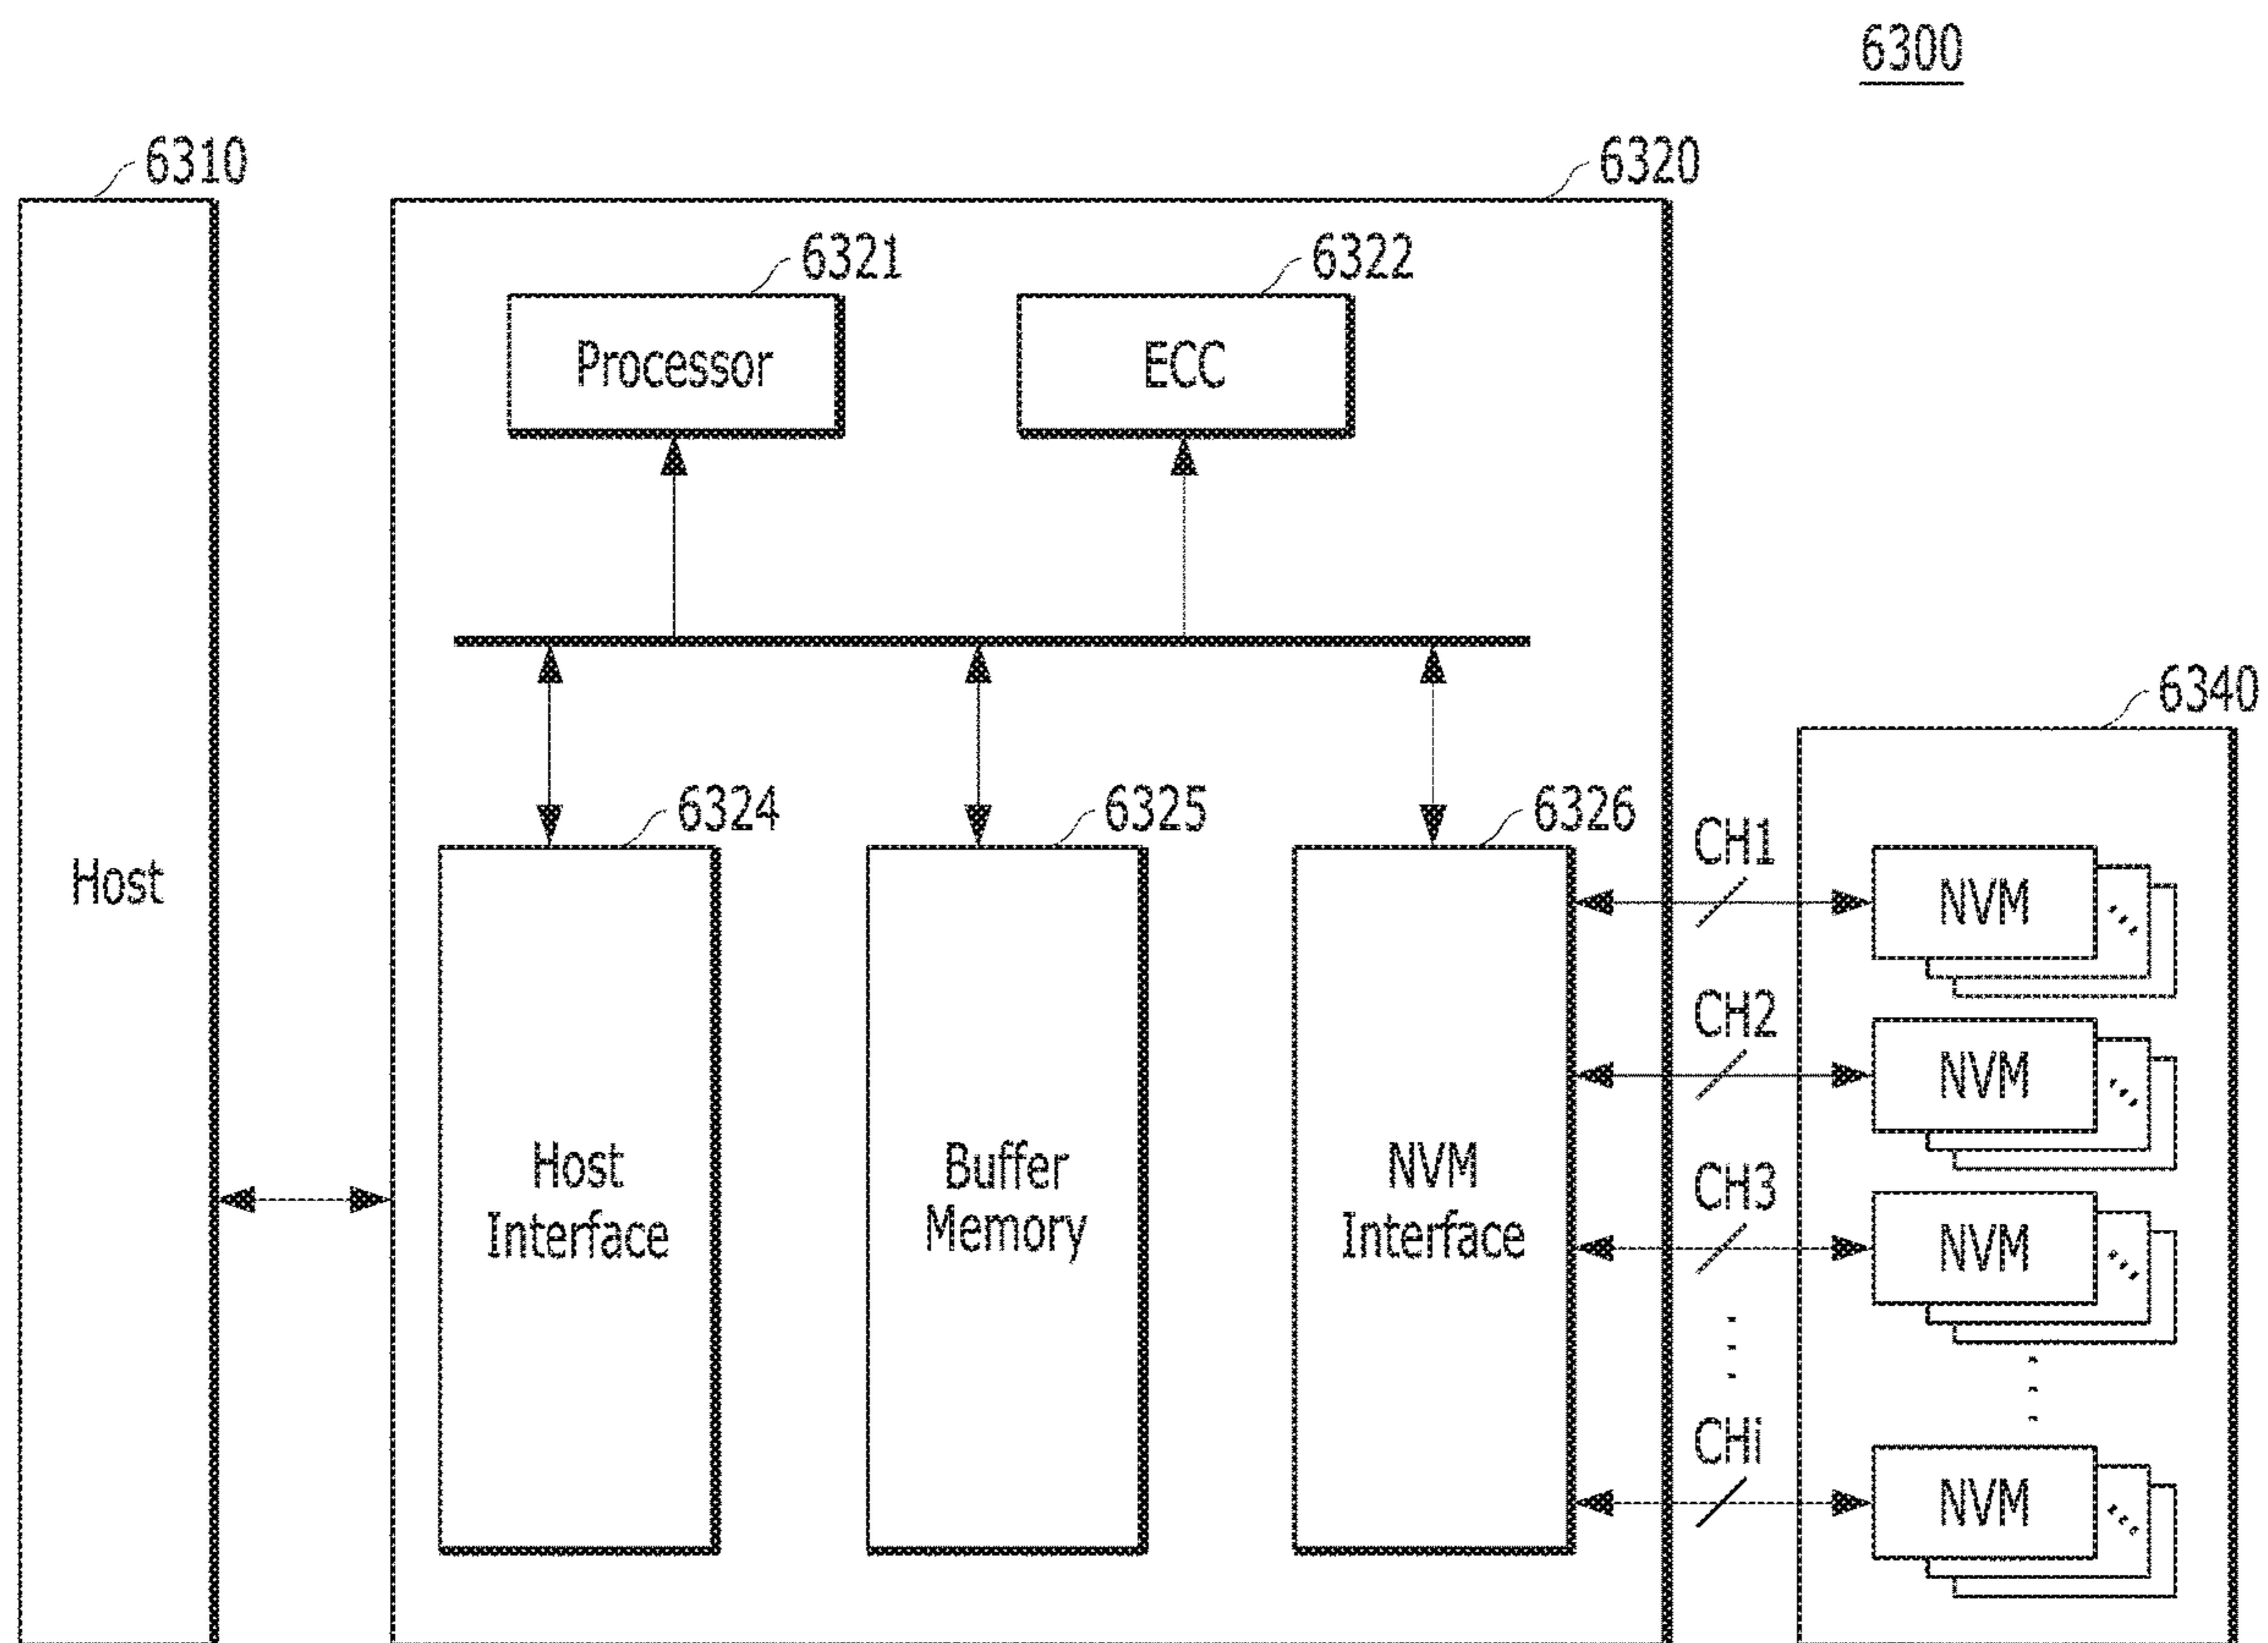 6300
6310
6320
6321
6322
Processor
ECC
6340
6324
6325
6326
CH1
Host
NVM
CH2
NVM
Host
Interface
Buffer
Memory
NVM
Interface
CH3
NVM
CHi
NVM